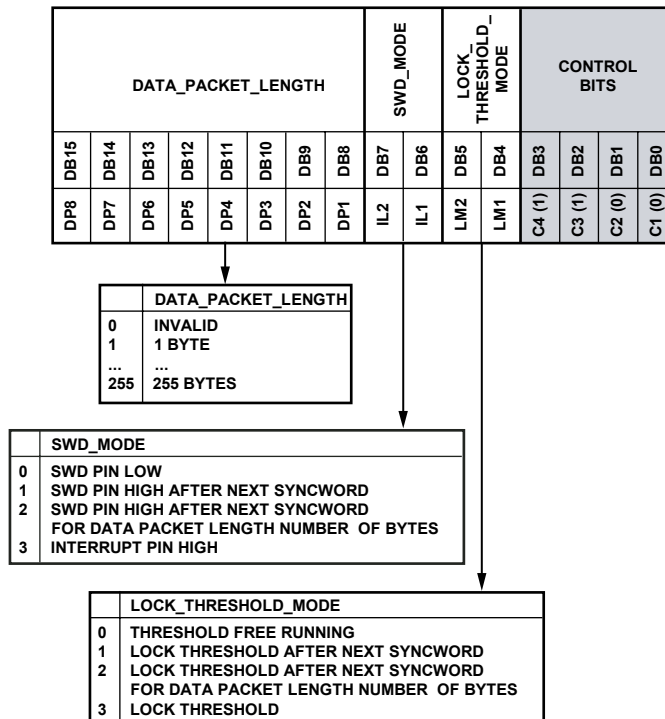 DATA_PACKET_LENGTH
SWD_MODE
LOCK_
THRESHOLD_
MODE
CONTROL
BITS
DB15 DB14 DB13 DB12 DB11 DB10 DB9 DB8 DB7 DB6 DB5 DB4 DB3 DB2 DB1 DB0
DP8 DP7 DP6 DP5 DP4 DP3 DP2 DP1 IL2 IL1 LM2 LM1 C4 (1) C3 (1) C2 (0) C1 (0)
DATA_PACKET_LENGTH
0 INVALID
1 1 BYTE
... ...
255 255 BYTES
SWD_MODE
0 SWD PIN LOW
1 SWD PIN HIGH AFTER NEXT SYNCWORD
2 SWD PIN HIGH AFTER NEXT SYNCWORD
FOR DATA PACKET LENGTH NUMBER OF BYTES
3 INTERRUPT PIN HIGH
LOCK_THRESHOLD_MODE
0 THRESHOLD FREE RUNNING
1 LOCK THRESHOLD AFTER NEXT SYNCWORD
2 LOCK THRESHOLD AFTER NEXT SYNCWORD
FOR DATA PACKET LENGTH NUMBER OF BYTES
3 LOCK THRESHOLD